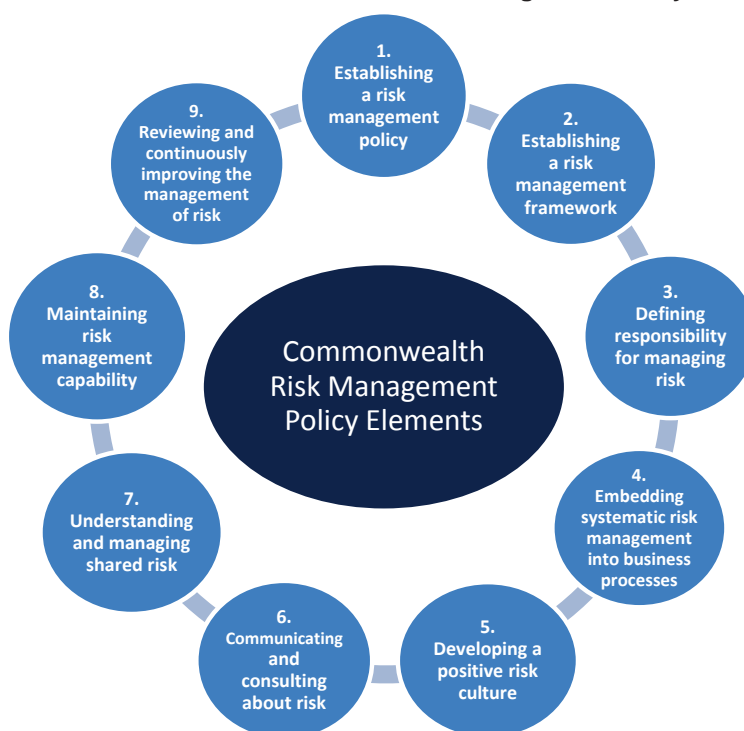 1.
Establishing
a risk
management
policy
2.
Establishing
a risk
management
framework
3.
Defining
responsibility
for managing
risk
4.
Embedding
systematic risk
management
into business
processes
5.
Developing a
positive risk
culture
6.
Communicating
and
consulting
about risk
7.
Understanding
and managing
shared risk
8.
Maintaining
risk
management
capability
9.
Reviewing and
continuously
improving the
management
of risk
Commonwealth
Risk Management
Policy Elements